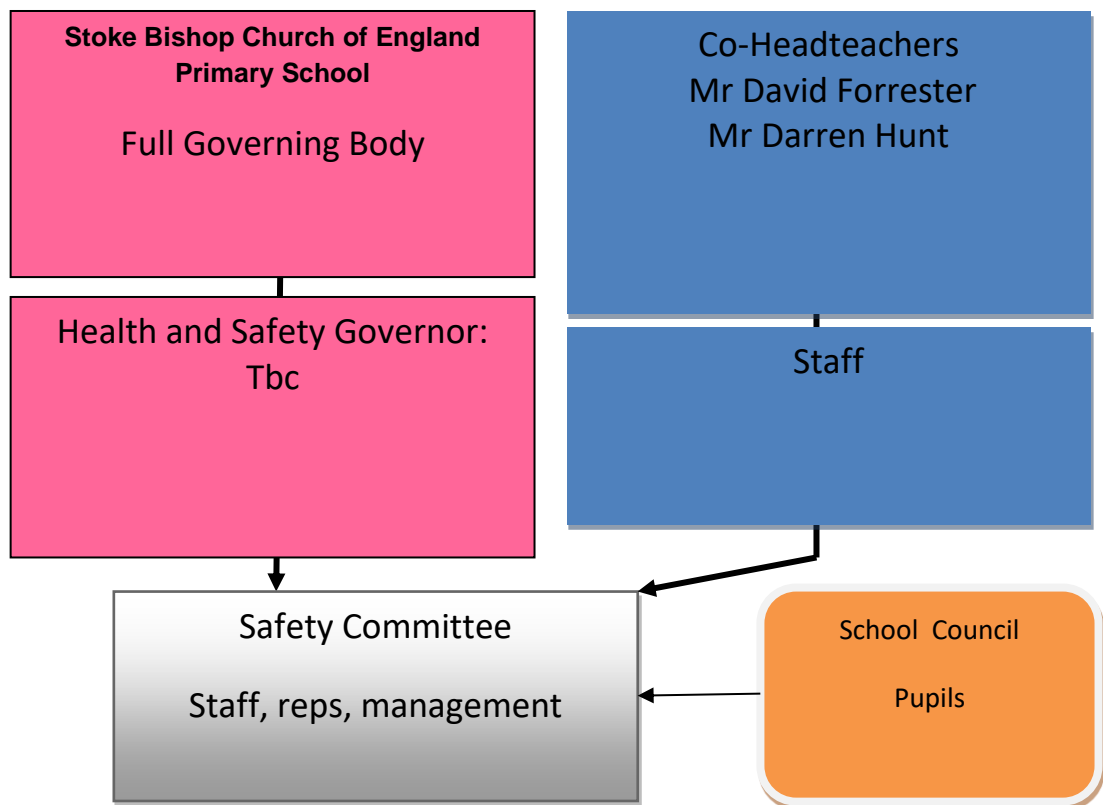 Stoke Bishop Church of England
Primary School
Full Governing Body
Co-Headteachers
Mr David Forrester
Mr Darren Hunt
Health and Safety Governor:
Tbc
Staff
Safety Committee
Staff, reps, management
School  Council
Pupils